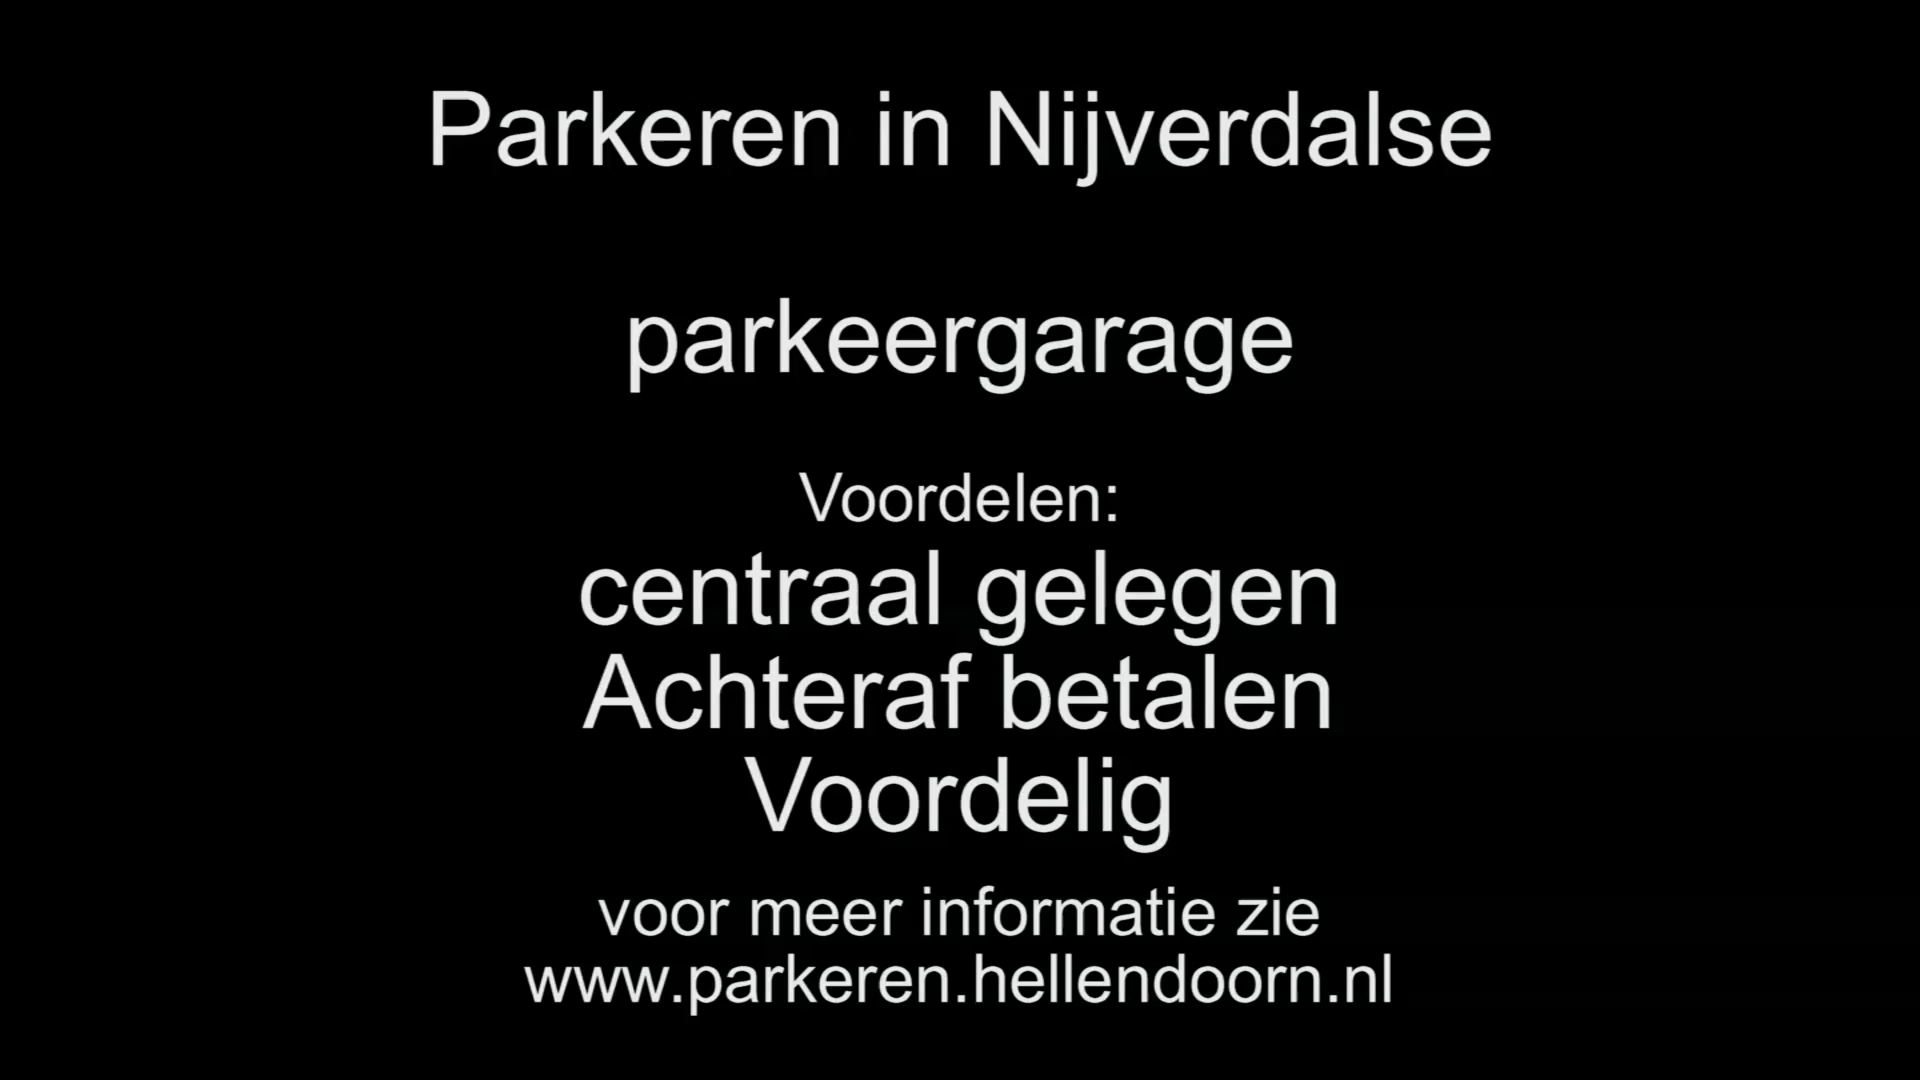 Parkeren in Nijverdalse
parkeergarage
Voordelen:
centraal gelegen
Achteraf betalen
Voordelig
voor meer informatie zie
www.parkeren.hellendoorn.nl